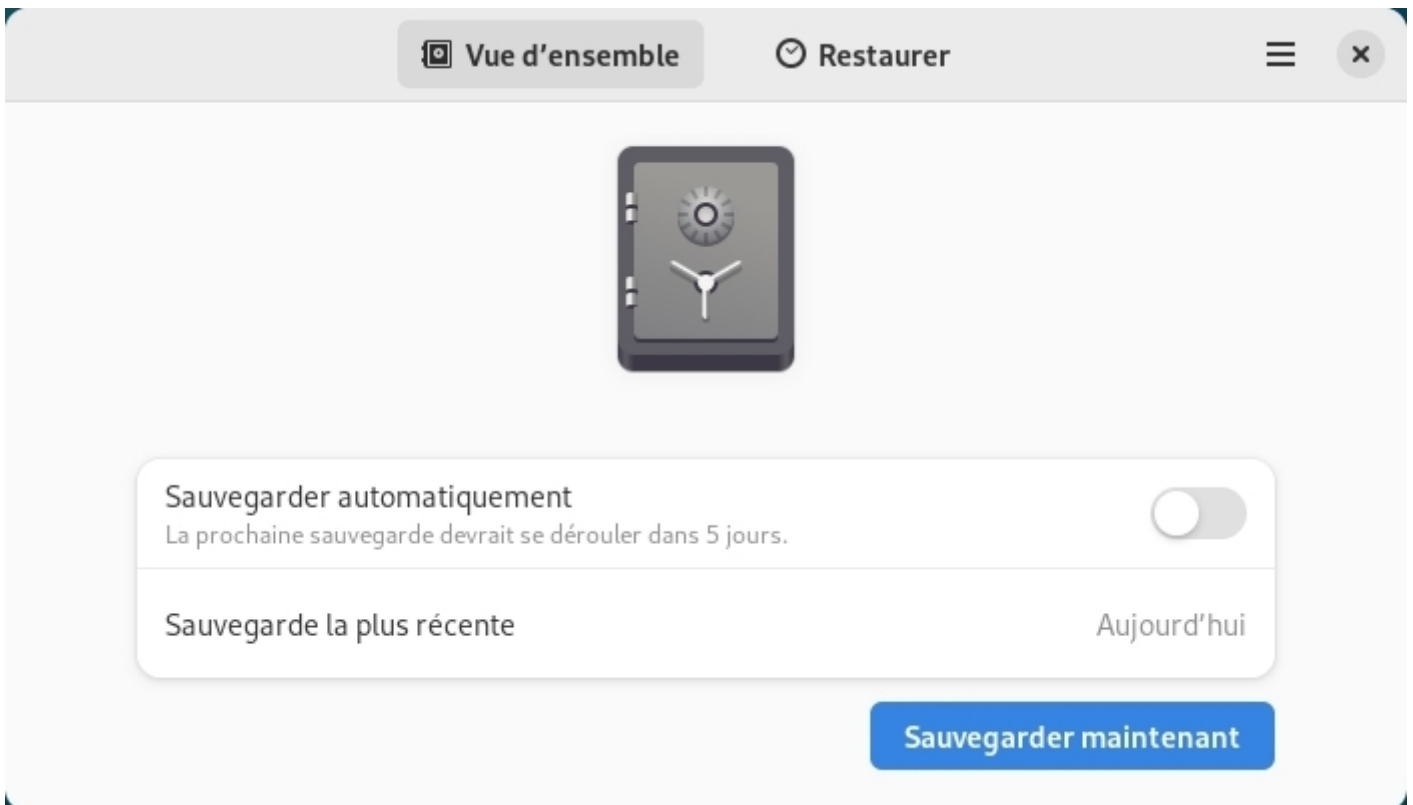 Vue d’ensemble
Restaurer
Sauvegarder automatiquement
La prochaine sauvegarde devrait se dérouler dans 5 jours.
Sauvegarde la plus récente
Aujourd’hui
Sauvegarder maintenant